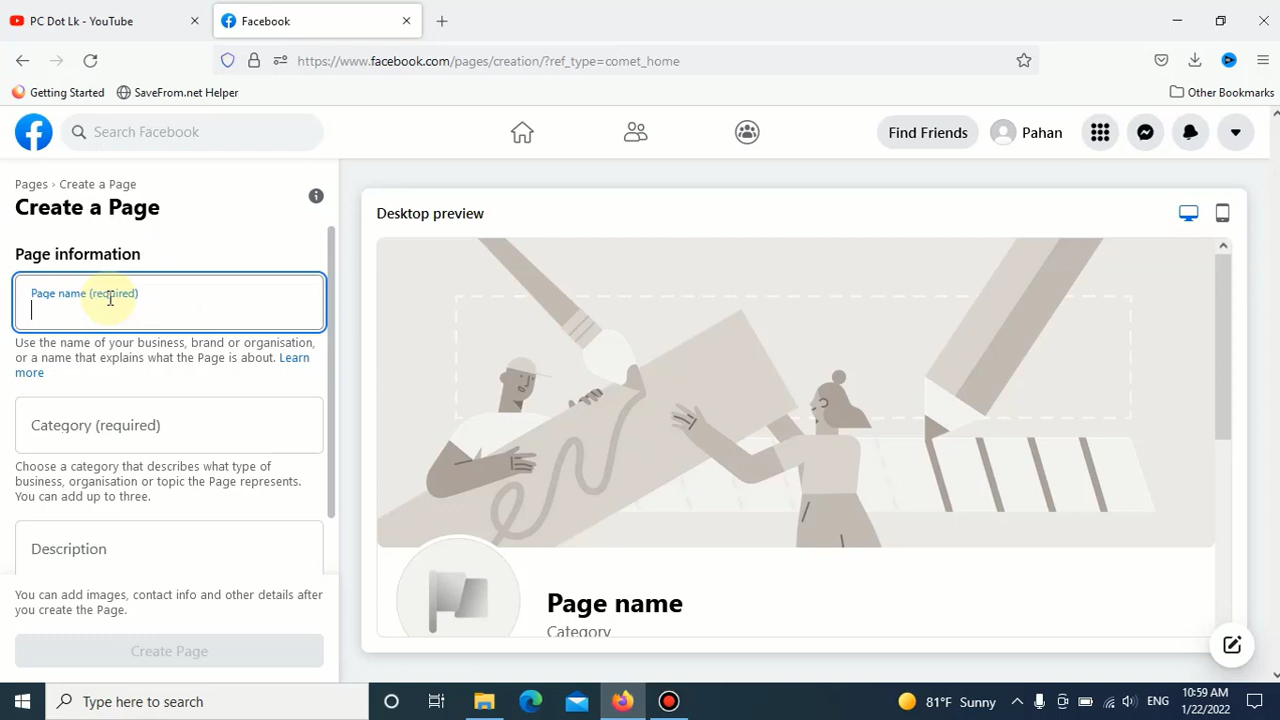 PC Dot Lk - YouTube
Facebook
https://www.facebook.com/pages/creation/?ref_type=comet_home
Getting Started
SaveFrom.net Helper
Other Bookmarks
Search Facebook
Find Friends
Pahan
Pages › Create a Page
Create a Page
Page information
Page name (required)
Use the name of your business, brand or organisation,
or a name that explains what the Page is about. Learn
more
Category (required)
Choose a category that describes what type of
business, organisation or topic the Page represents.
You can add up to three.
Description
You can add images, contact info and other details after
you create the Page.
Create Page
Desktop preview
Page name
Category
Type here to search
81°F Sunny
ENG
10:59 AM
1/22/2022